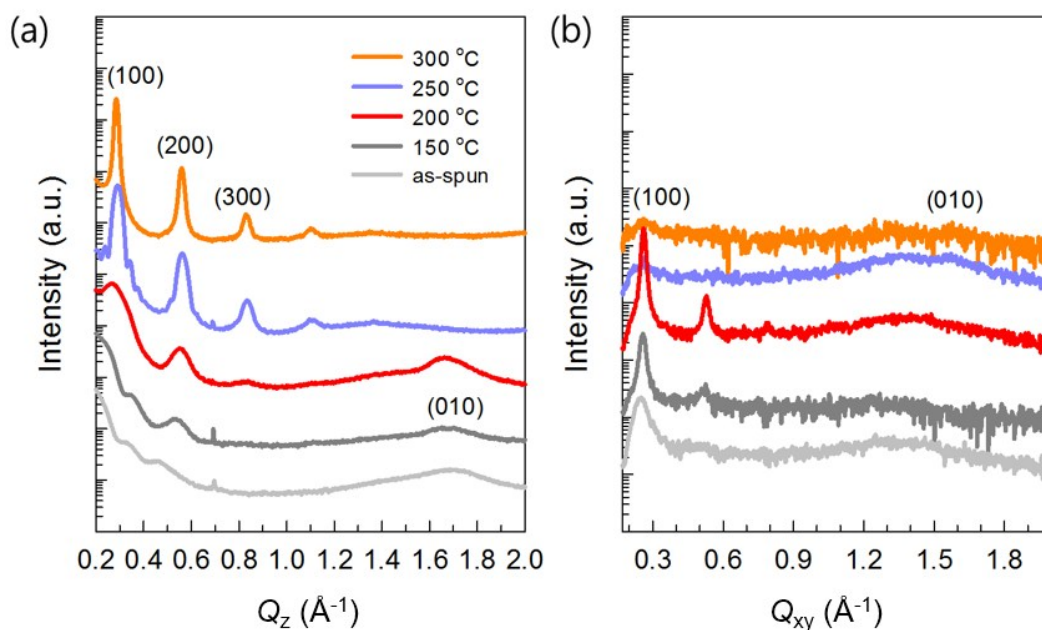 (a)
(100)
(200)
(300)
(010)
300 °C
250 °C
200 °C
150 °C
as-spun
Intensity (a.u.)
0.2 0.4 0.6 0.8 1.0 1.2 1.4 1.6 1.8 2.0
Qz (Å-1)
(b)
(100)
(010)
Intensity (a.u.)
0.3 0.6 0.9 1.2 1.5 1.8
Qxy (Å-1)